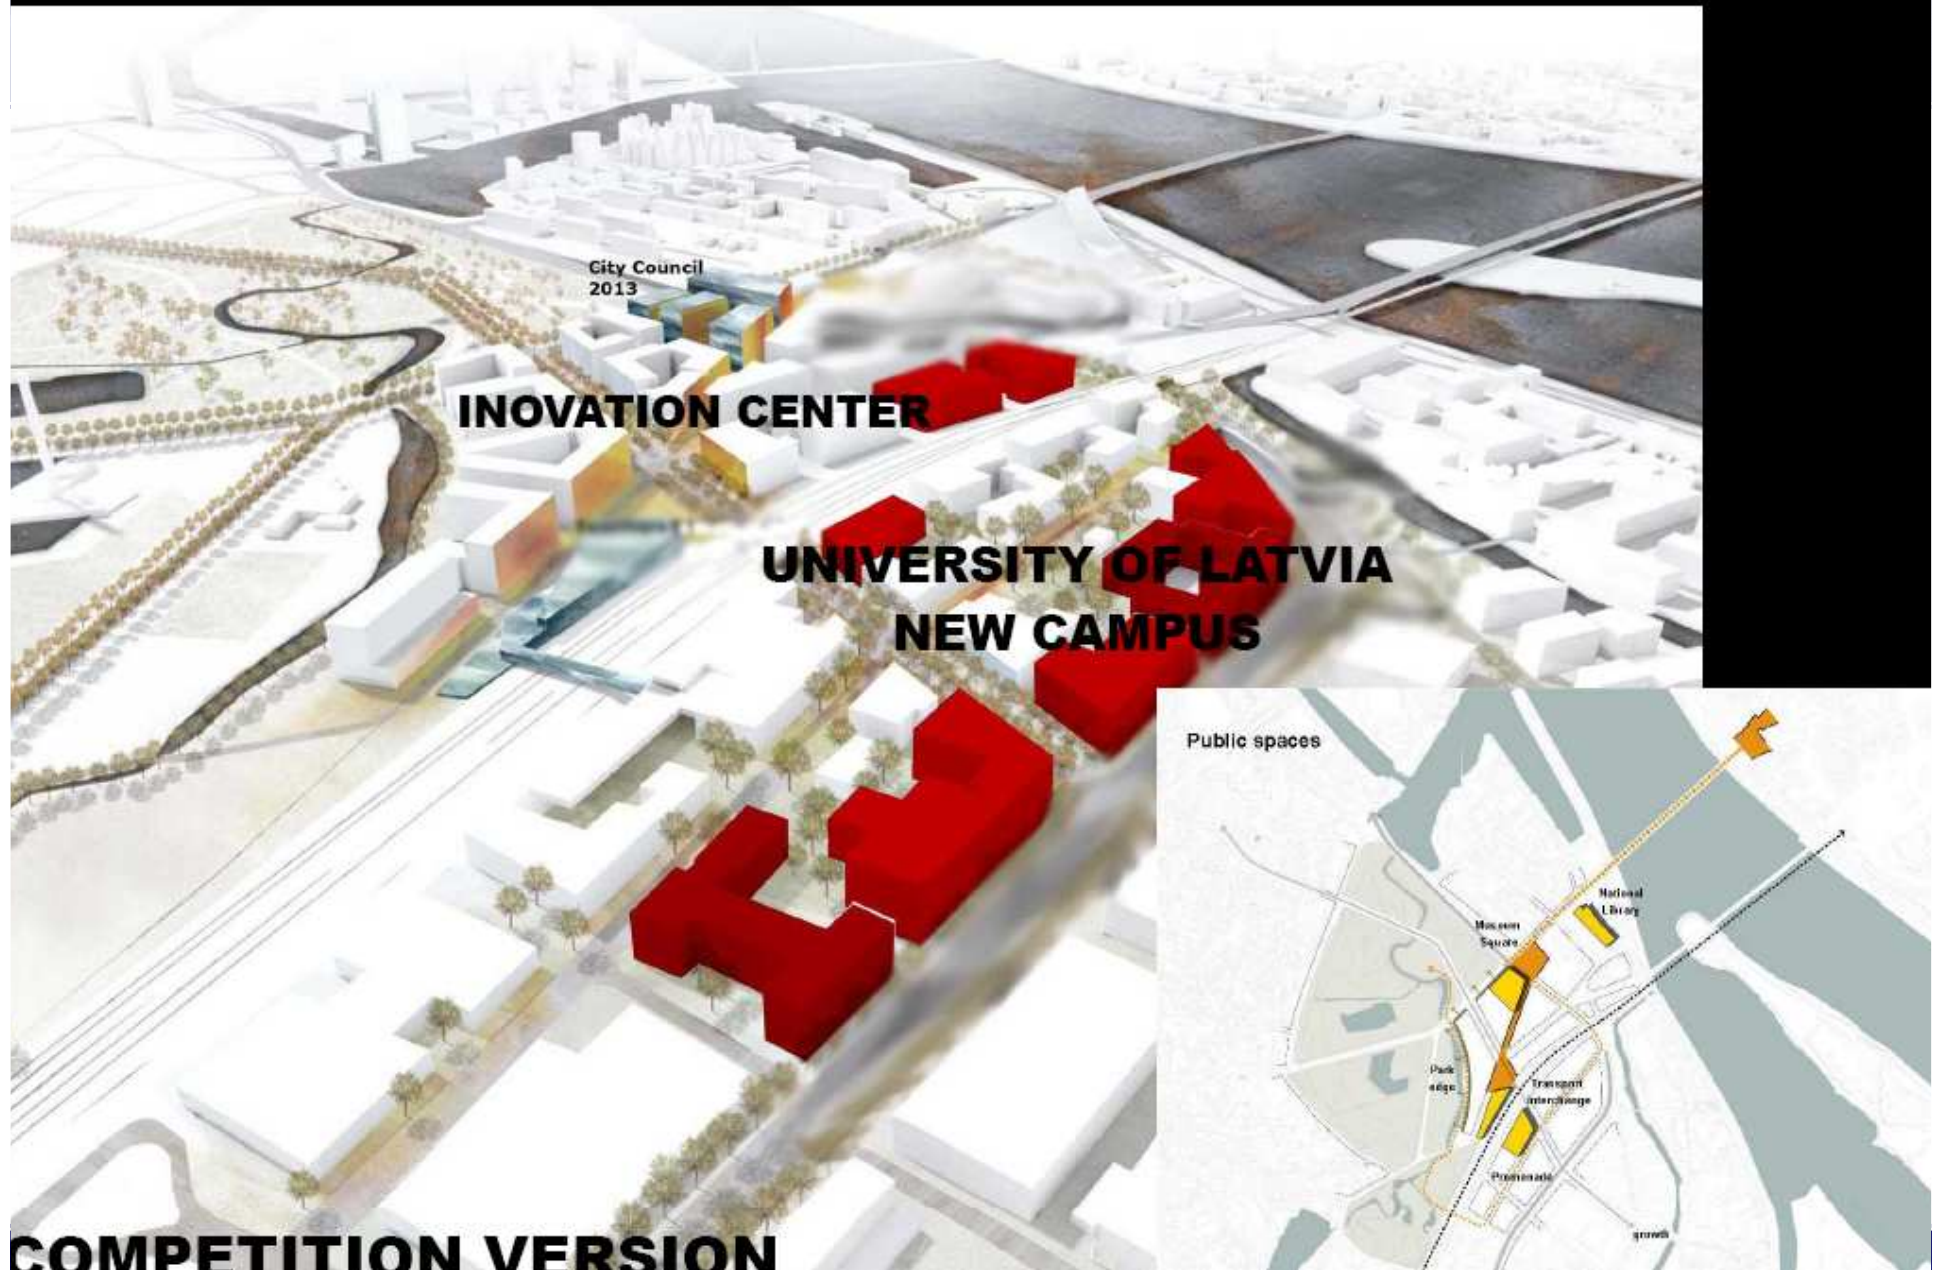 City Council
2013
INOVATION CENTER
UNIVERSITY OF LATVIA
NEW CAMPUS
COMPETITION VERSION
Public spaces
National
Library
Museum
Square
Park
edge
Transport
interchange
Promenade
growth